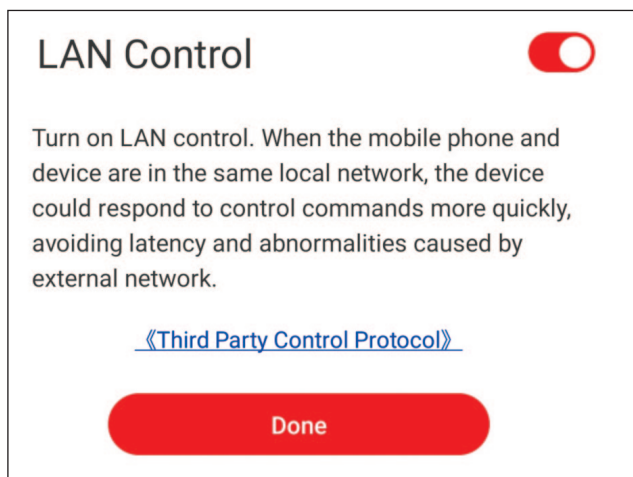 LAN Control
Turn on LAN control. When the mobile phone and
device are in the same local network, the device
could respond to control commands more quickly,
avoiding latency and abnormalities caused by
external network.
《Third Party Control Protocol》
Done